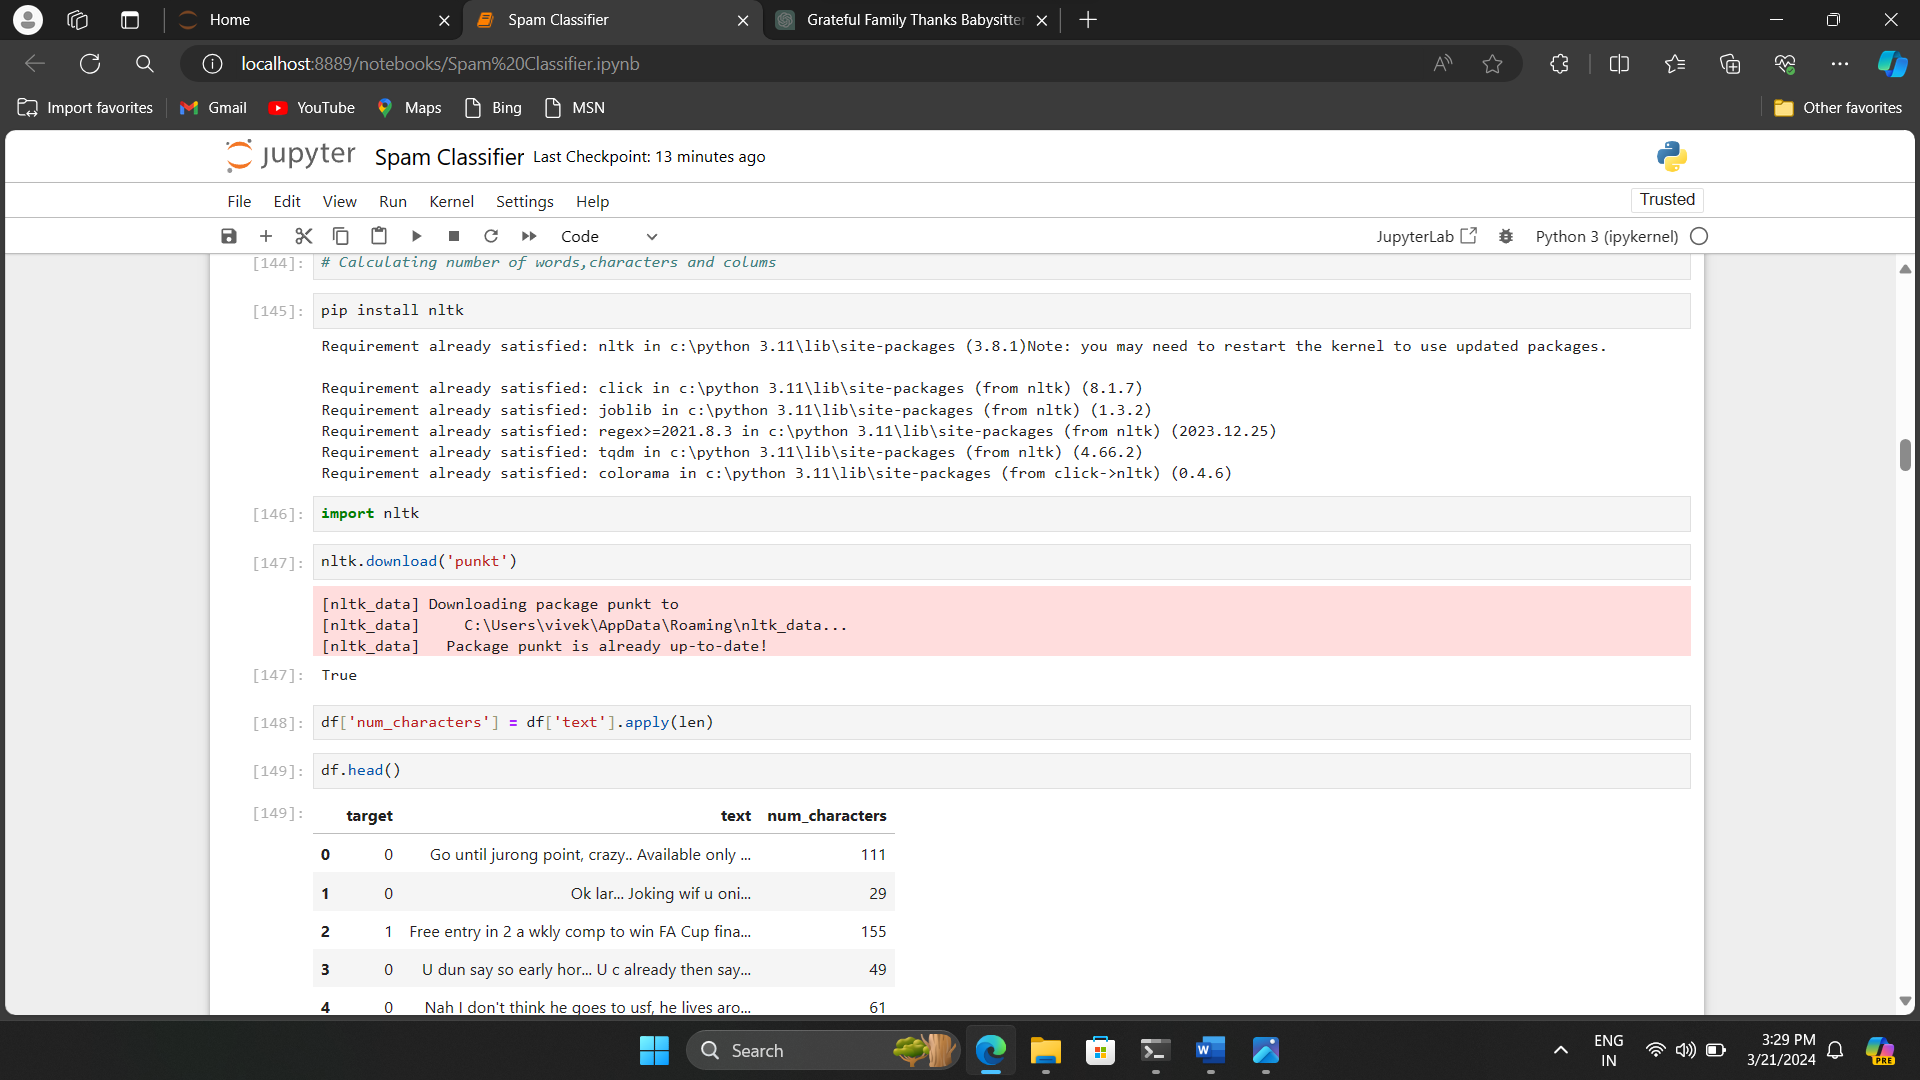 Home
Spam Classifier
Grateful Family Thanks Babysitter
localhost:8889/notebooks/Spam%20Classifier.ipynb
Import favorites
Gmail
YouTube
Maps
Bing
MSN
Other favorites
jupyter Spam Classifier Last Checkpoint: 13 minutes ago
File Edit View Run Kernel Settings Help
Trusted
Code
JupyterLab
Python 3 (ipykernel)
[144]: # Calculating number of words,characters and colums
[145]: pip install nltk
Requirement already satisfied: nltk in c:\python 3.11\lib\site-packages (3.8.1)Note: you may need to restart the kernel to use updated packages.
Requirement already satisfied: click in c:\python 3.11\lib\site-packages (from nltk) (8.1.7)
Requirement already satisfied: joblib in c:\python 3.11\lib\site-packages (from nltk) (1.3.2)
Requirement already satisfied: regex>=2021.8.3 in c:\python 3.11\lib\site-packages (from nltk) (2023.12.25)
Requirement already satisfied: tqdm in c:\python 3.11\lib\site-packages (from nltk) (4.66.2)
Requirement already satisfied: colorama in c:\python 3.11\lib\site-packages (from click->nltk) (0.4.6)
[146]: import nltk
[147]: nltk.download('punkt')
[nltk_data] Downloading package punkt to
[nltk_data]     C:\Users\vivek\AppData\Roaming\nltk_data...
[nltk_data]   Package punkt is already up-to-date!
[147]: True
[148]: df['num_characters'] = df['text'].apply(len)
[149]: df.head()
[149]: target text num_characters
0 0 Go until jurong point, crazy.. Available only ... 111
1 0 Ok lar... Joking wif u oni... 29
2 1 Free entry in 2 a wkly comp to win FA Cup fina... 155
3 0 U dun say so early hor... U c already then say... 49
4 0 Nah I don't think he goes to usf, he lives aro... 61
Search
ENG
IN
3:29 PM
3/21/2024
PRE